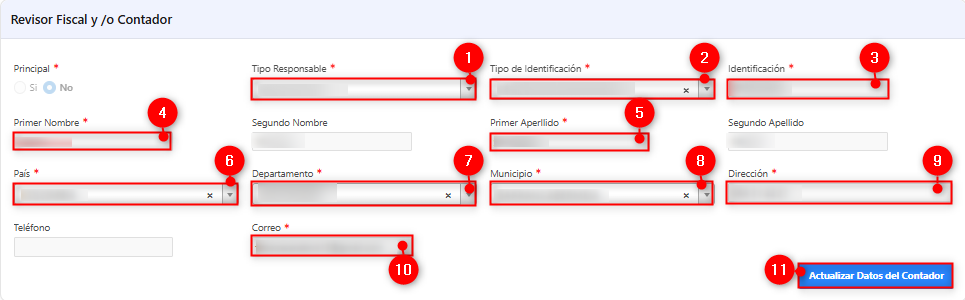 Revisor Fiscal y /o Contador
1 2 3
Principal * Tipo Responsable * Tipo de Identificación * Identificación *
Si No × 
4 5
Primer Nombre * Segundo Nombre Primer Aperllido * Segundo Apellido
6 7 8 9
País * Departamento * Municipio * Dirección *
× × ×
Teléfono Correo *
10
11 Actualizar Datos del Contador